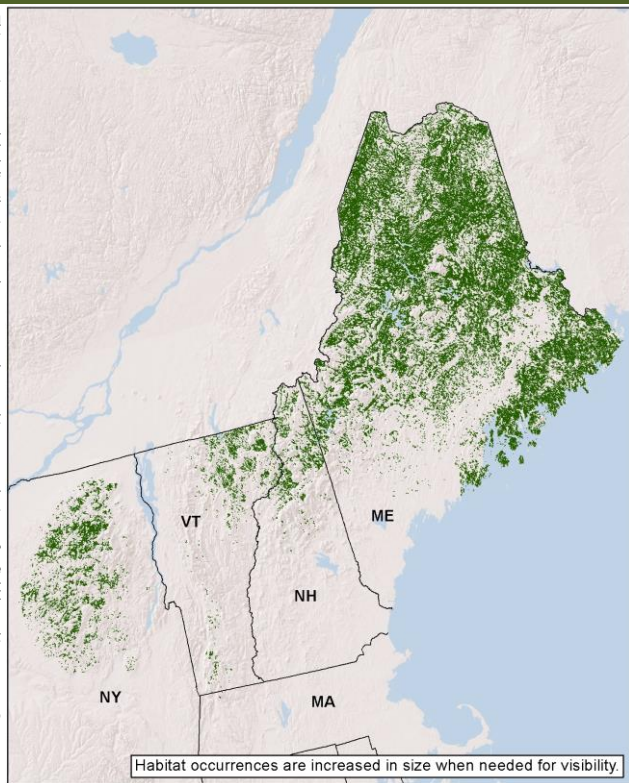 ME
VT
NH
NY
MA
Habitat occurrences are increased in size when needed for visibility.